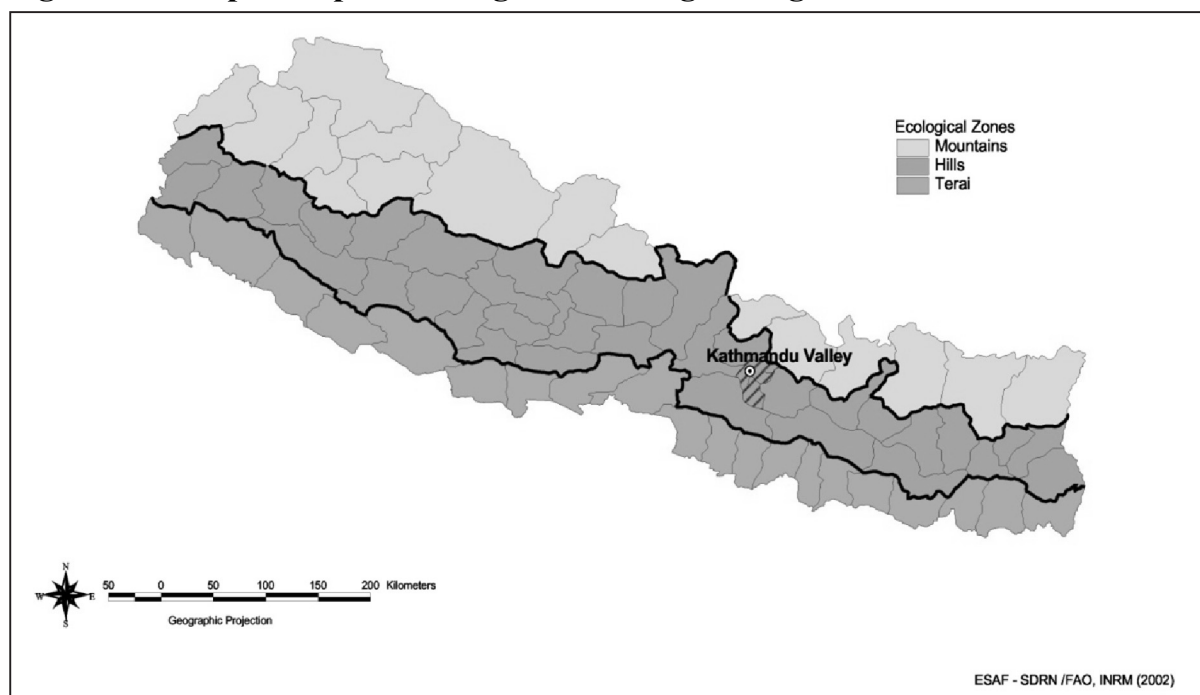 Ecological Zones
Mountains
Hills
Terai
Kathmandu Valley
N
W E
S
50 0 50 100 150 200 Kilometers
Geographic Projection
ESAF - SDRN /FAO, INRM (2002)